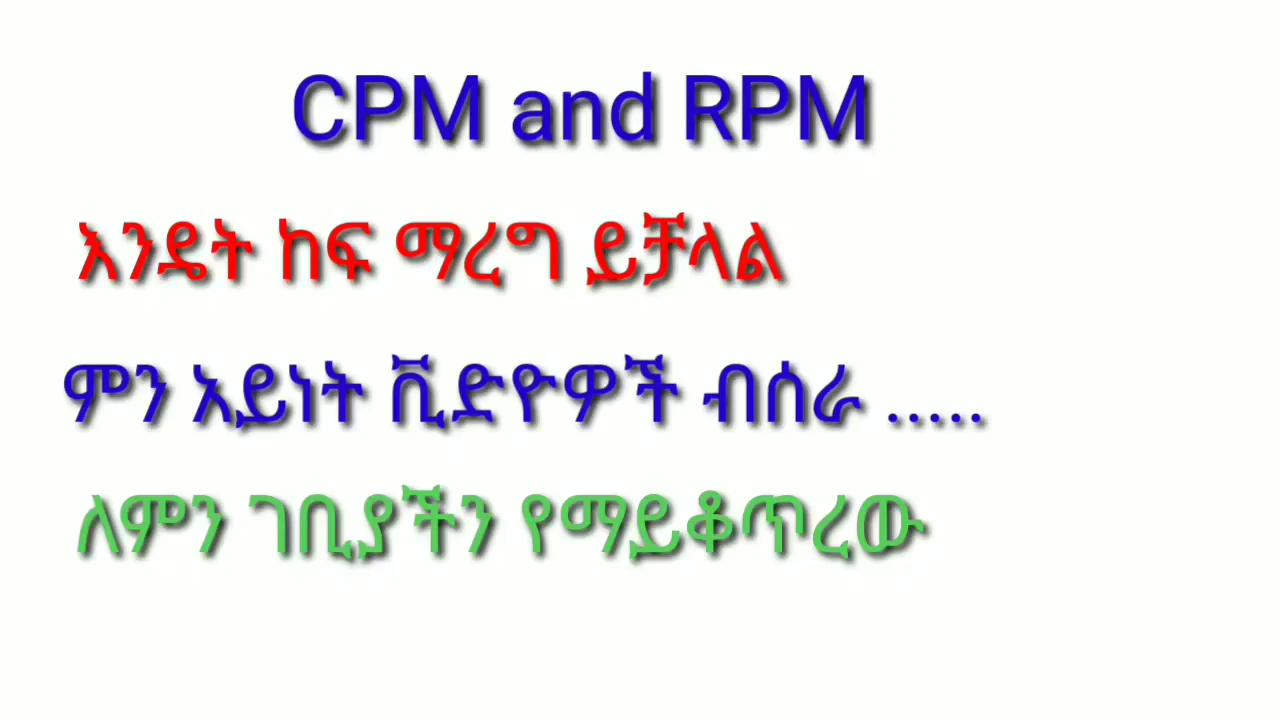 CPM and RPM
እንዴት ከፍ ማረግ ይቻላል
ምን አይነት ቪድዮዎች ብሰራ .....
ለምን ገቢያችን የማይቆጥረው